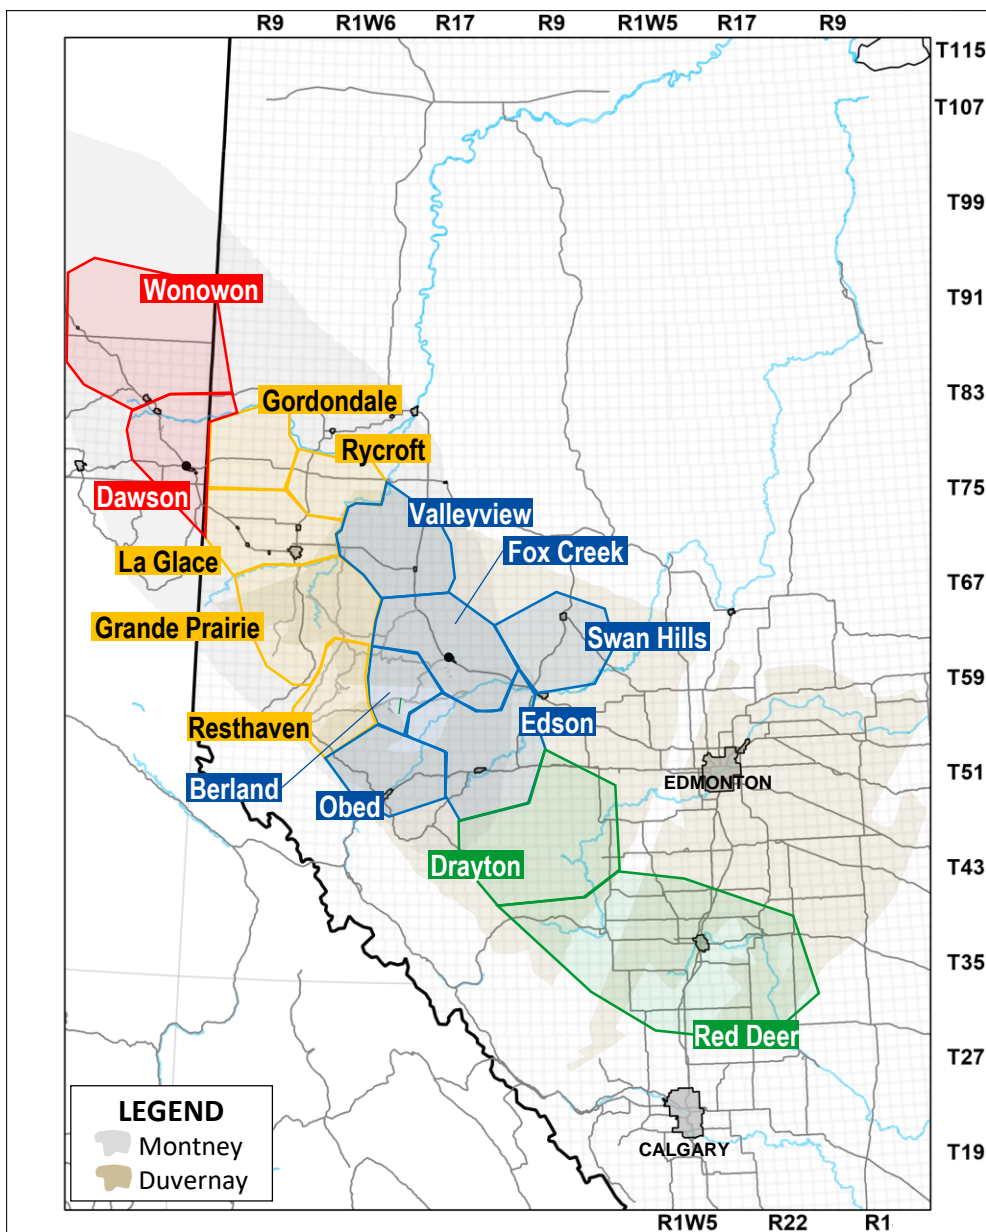 R9 R1W6 R17 R9 R1W5 R17 R9
T115
T107
T99
T91
Wonowon
T83
Gordondale
Rycroft
T75
Dawson
Valleyview
Fox Creek
La Glace
T67
Grande Prairie
Swan Hills
T59
Resthaven
Edson
Berland
T51
EDMONTON
Obed
Drayton
T43
T35
Red Deer
T27
LEGEND
Montney
Duvernay
CALGARY
T19
R1W5 R22 R1